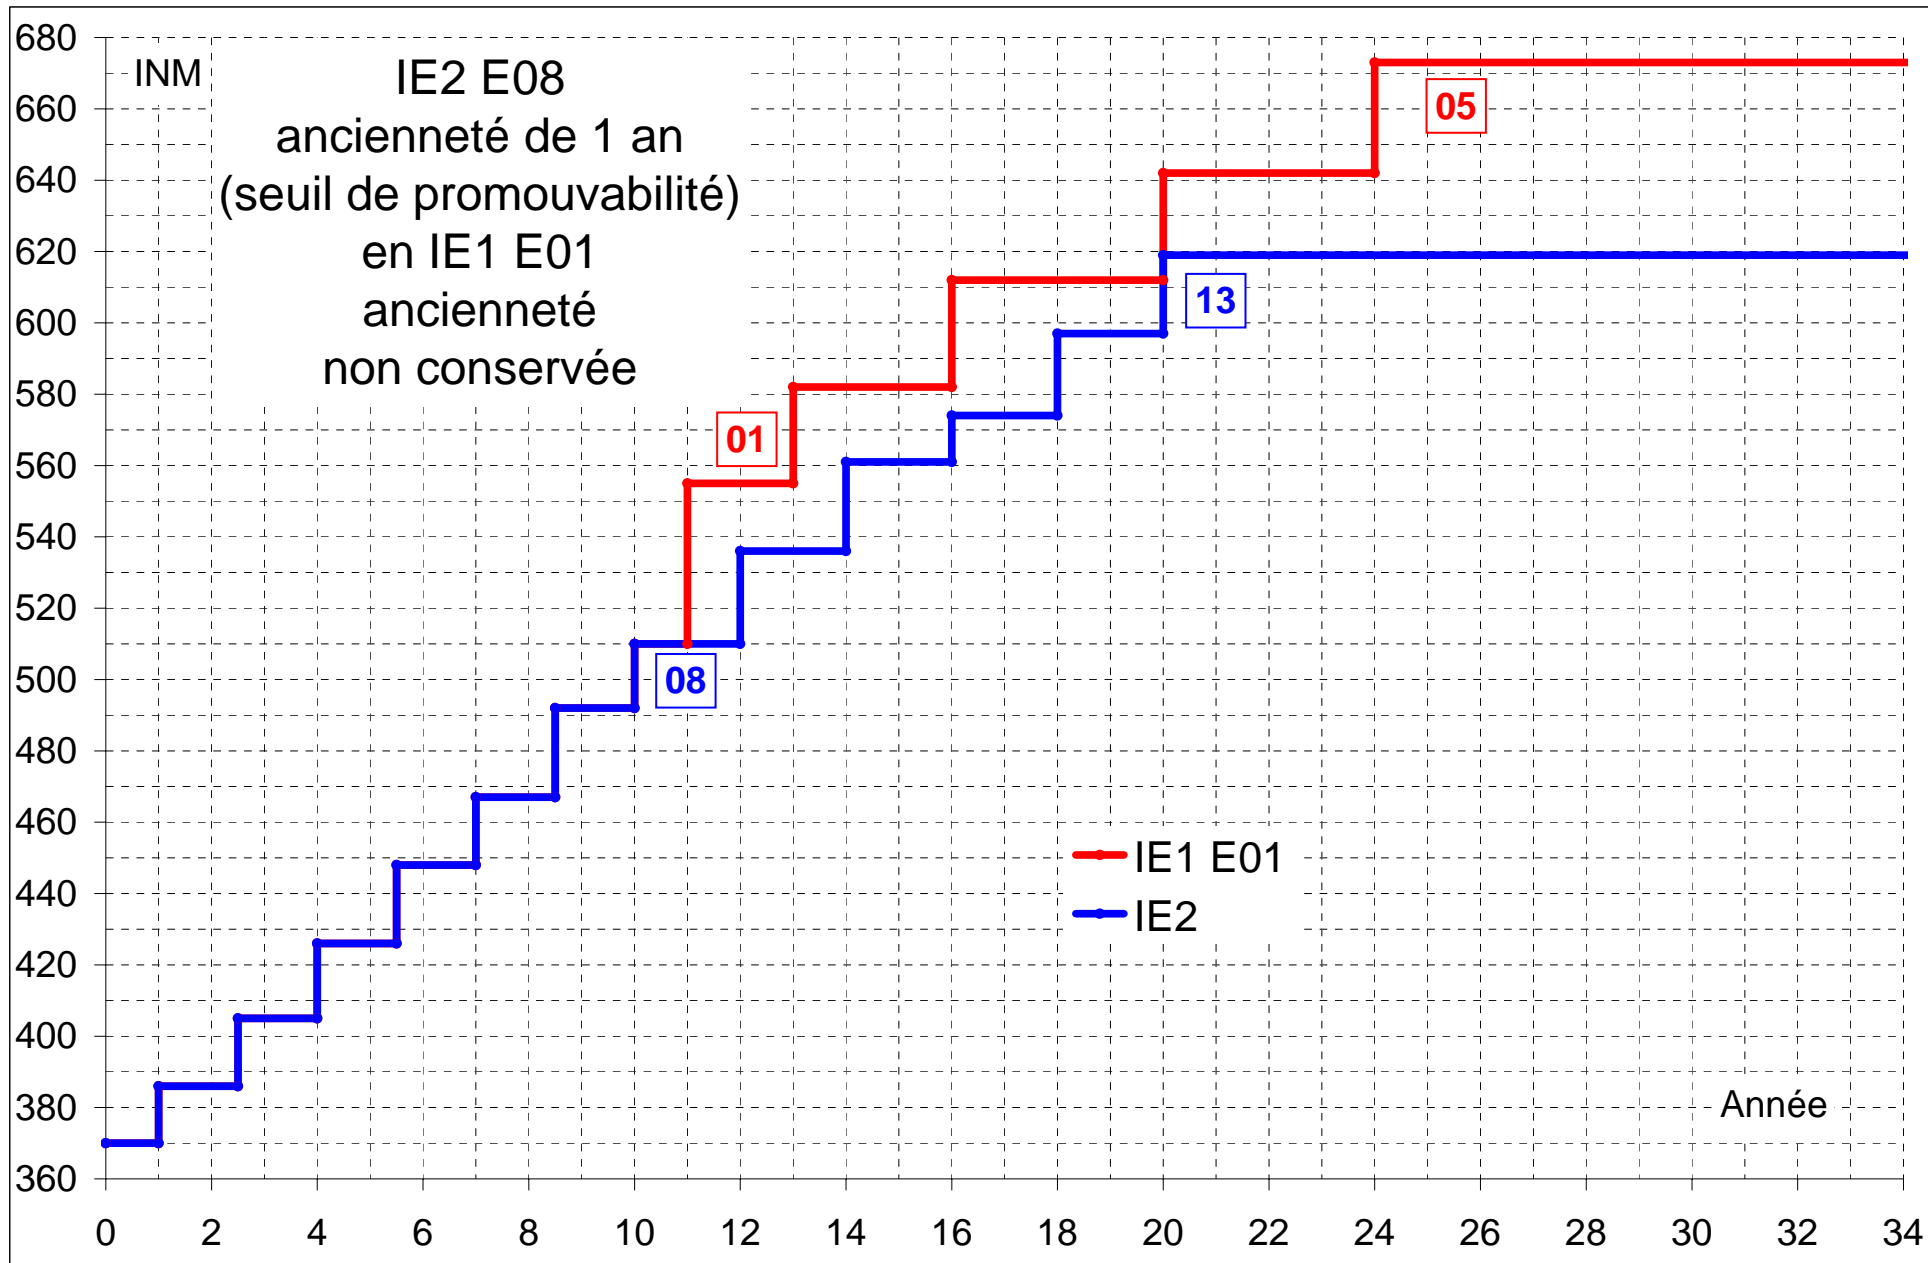 INM
IE2 E08
ancienneté de 1 an
(seuil de promouvabilité)
en IE1 E01
ancienneté
non conservée
680
660
640
620
600
580
560
540
520
500
480
460
440
420
400
380
360
05
13
01
08
IE1 E01
IE2
Année
0 2 4 6 8 10 12 14 16 18 20 22 24 26 28 30 32 34